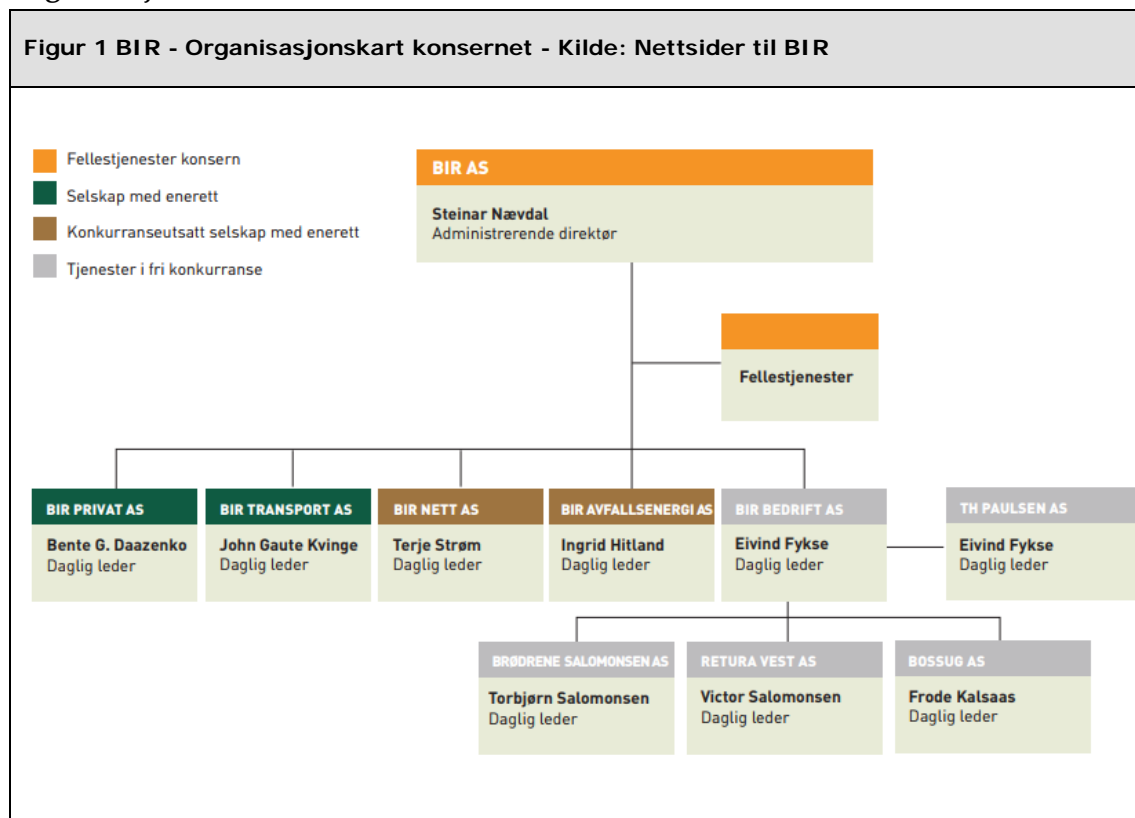 Figur 1 BIR - Organisasjonskart konsernet - Kilde: Nettsider til BIR
Fellestjenester konsern
Selskap med enerett
Konkurranseutsatt selskap med enerett
Tjenester i fri konkurranse
BIR AS
Steinar Nævdal
Administrerende direktør
Fellestjenester
BIR PRIVAT AS
Bente G. Daazenko
Daglig leder
BIR TRANSPORT AS
John Gaute Kvinge
Daglig leder
BIR NETT AS
Terje Strøm
Daglig leder
BIR AVFALLSENERGI AS
Ingrid Hitland
Daglig leder
BIR BEDRIFT AS
Eivind Fykse
Daglig leder
TH PAULSEN AS
Eivind Fykse
Daglig leder
BRØDRENE SALOMONSEN AS
Torbjørn Salomonsen
Daglig leder
RETURA VEST AS
Victor Salomonsen
Daglig leder
BOSSUG AS
Frode Kalsaas
Daglig leder